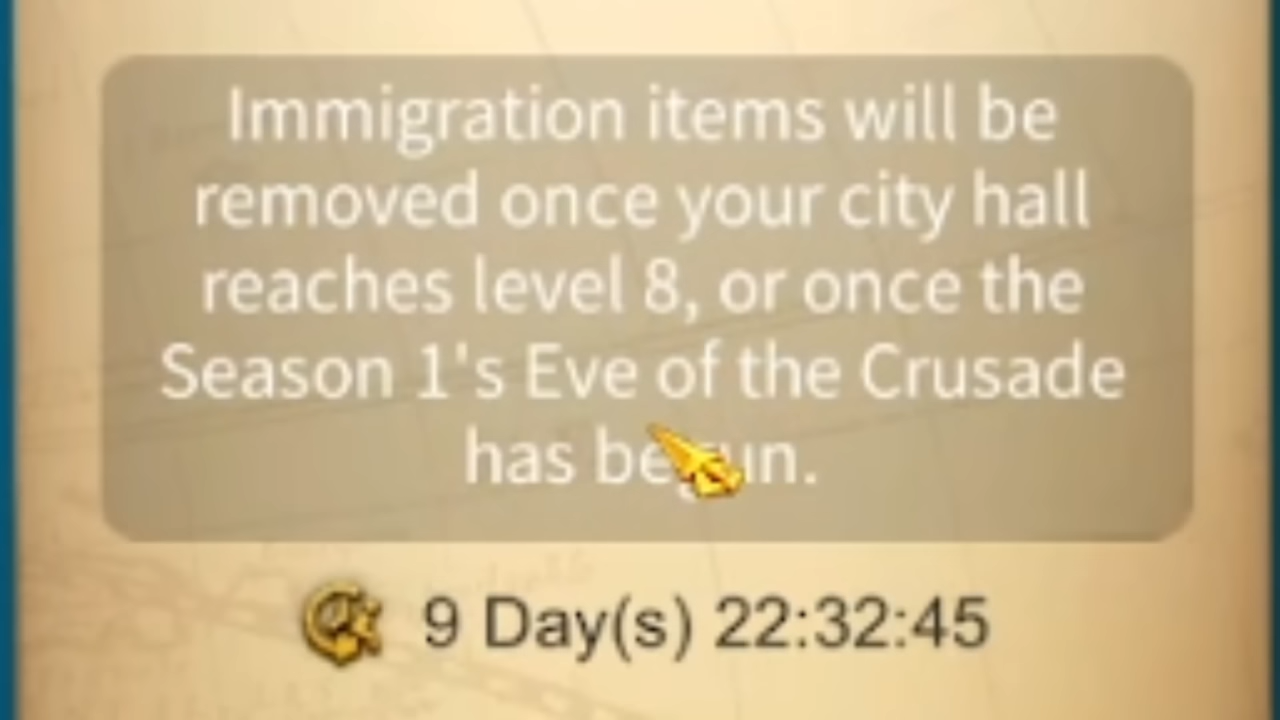 Immigration items will be
removed once your city hall
reaches level 8, or once the
Season 1's Eve of the Crusade
has begun.
9 Day(s) 22:32:45